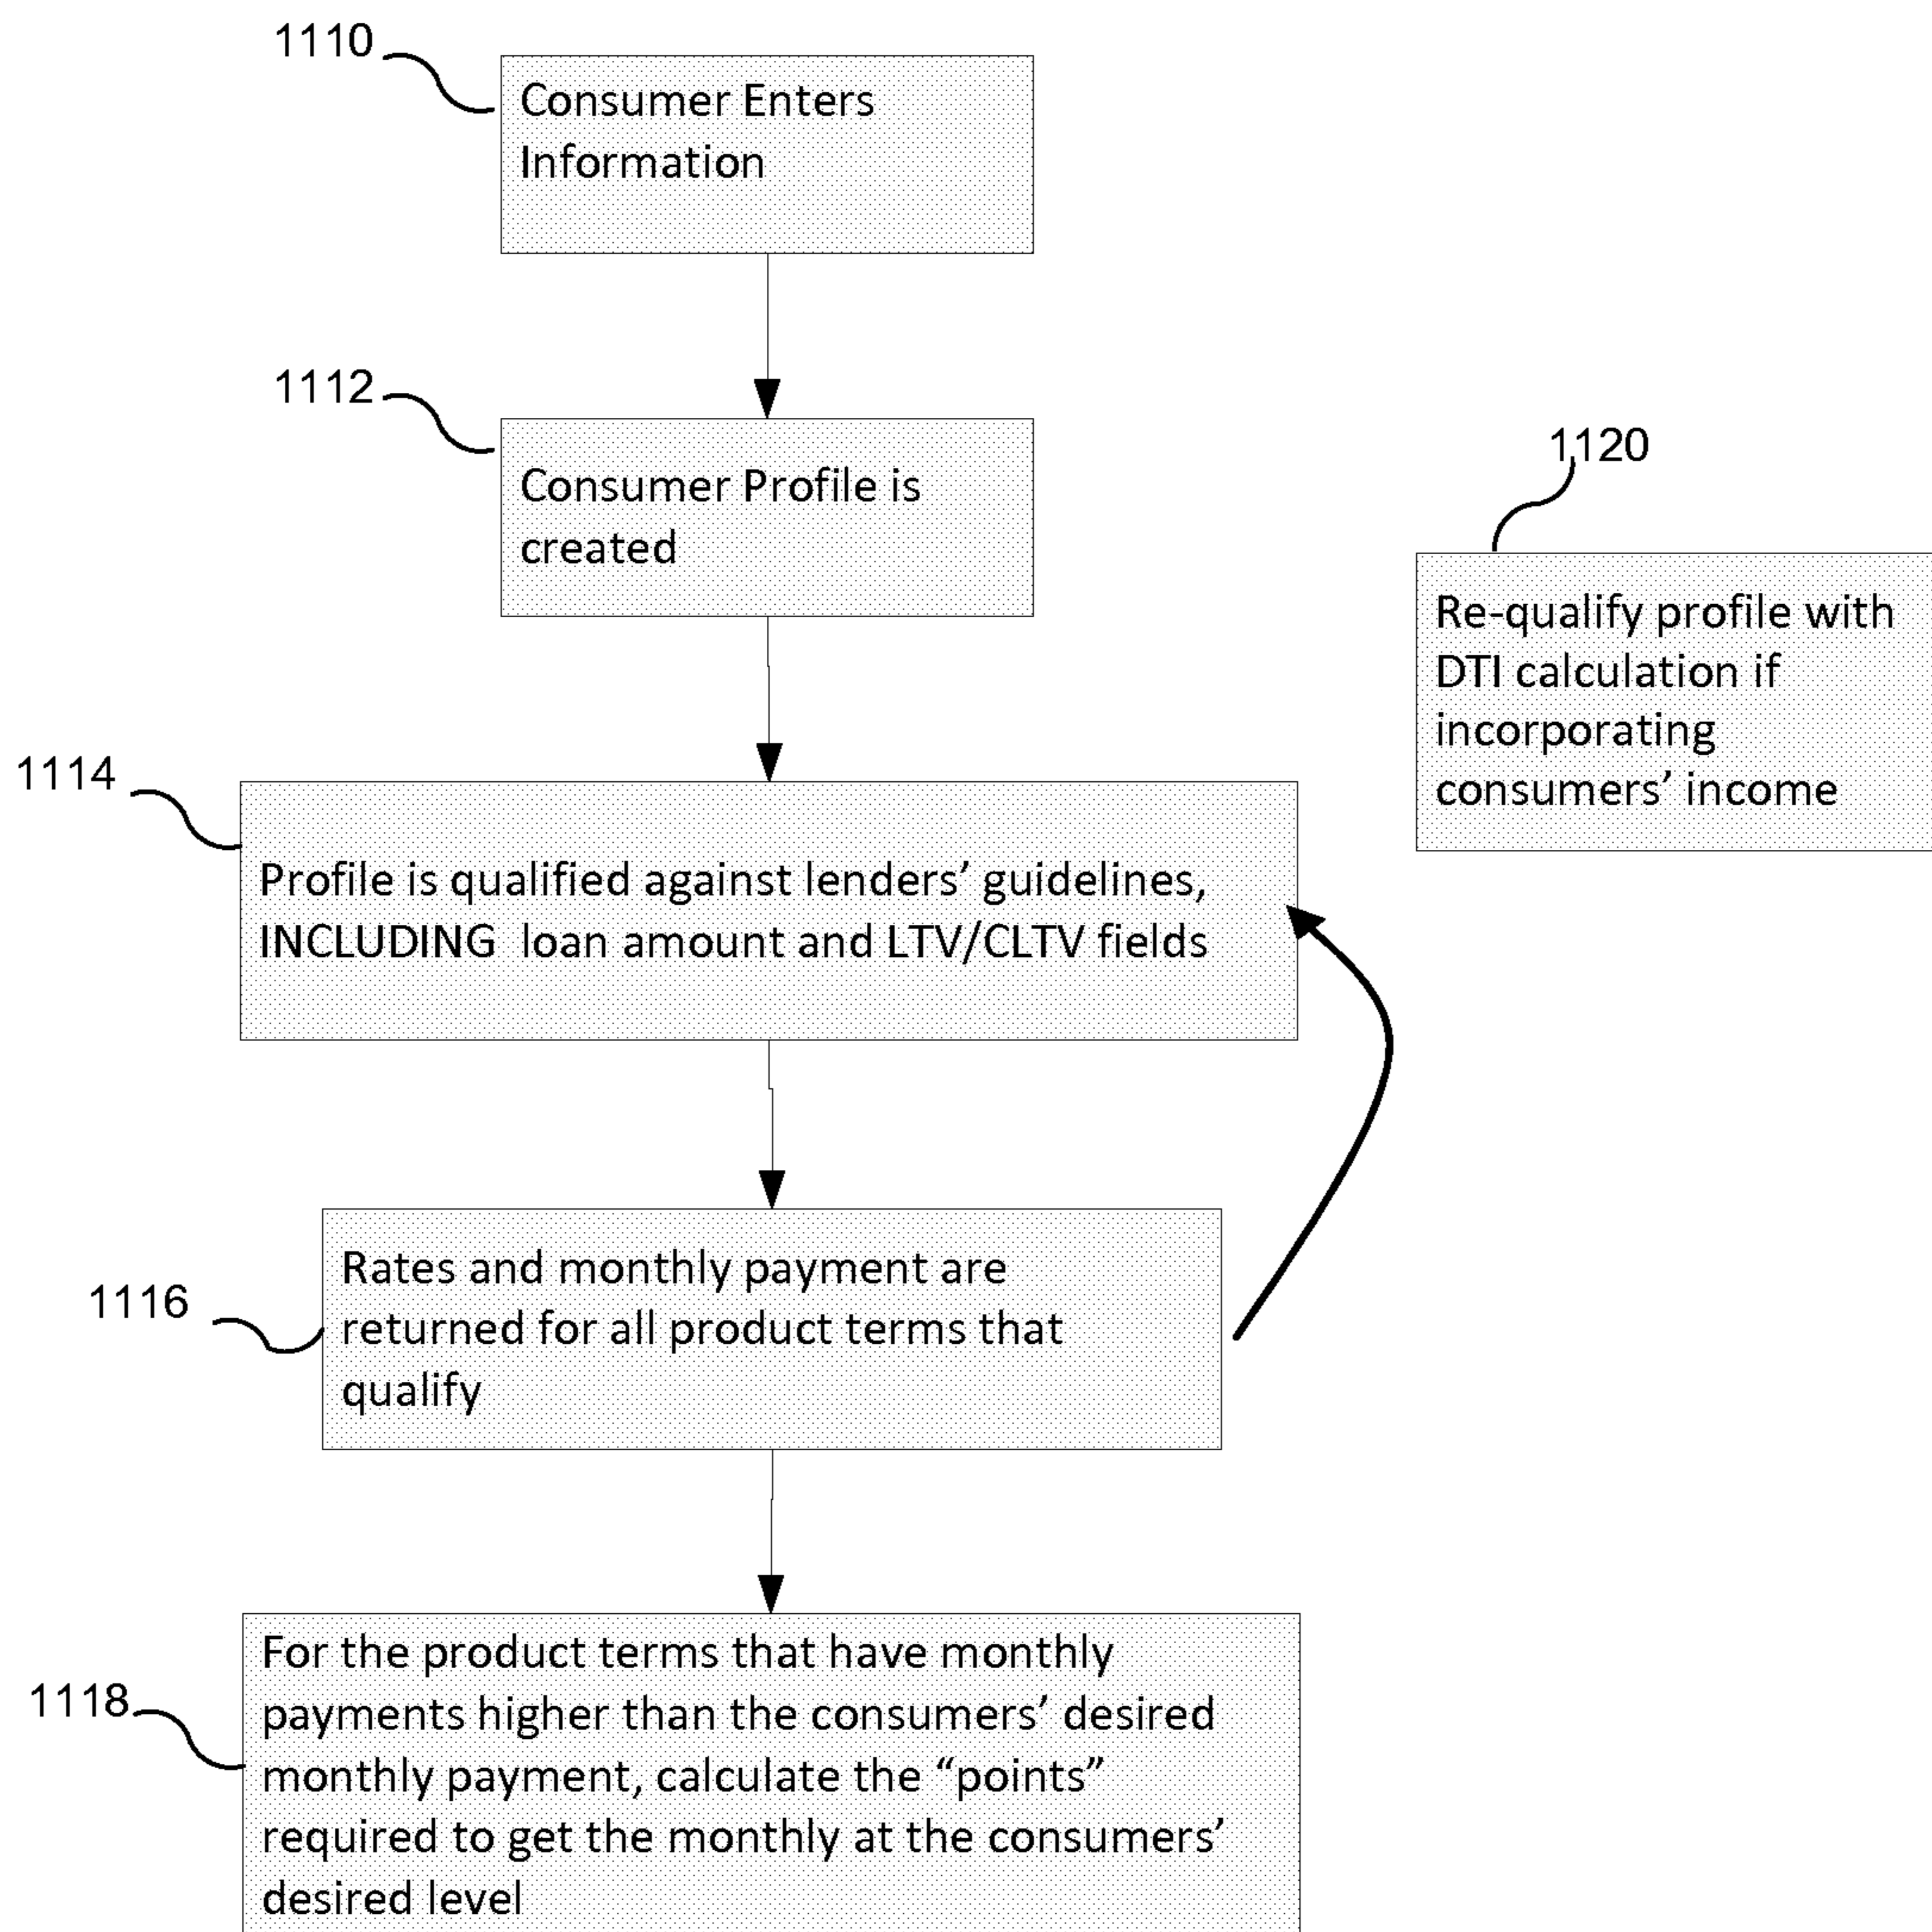 1110
Consumer Enters
Information
1112
Consumer Profile is
created
1120
Re-qualify profile with
DTI calculation if
incorporating
consumers’ income
1114
Profile is qualified against lenders’ guidelines,
INCLUDING  loan amount and LTV/CLTV fields
1116
Rates and monthly payment are
returned for all product terms that
qualify
1118
For the product terms that have monthly
payments higher than the consumers’ desired
monthly payment, calculate the “points”
required to get the monthly at the consumers’
desired level